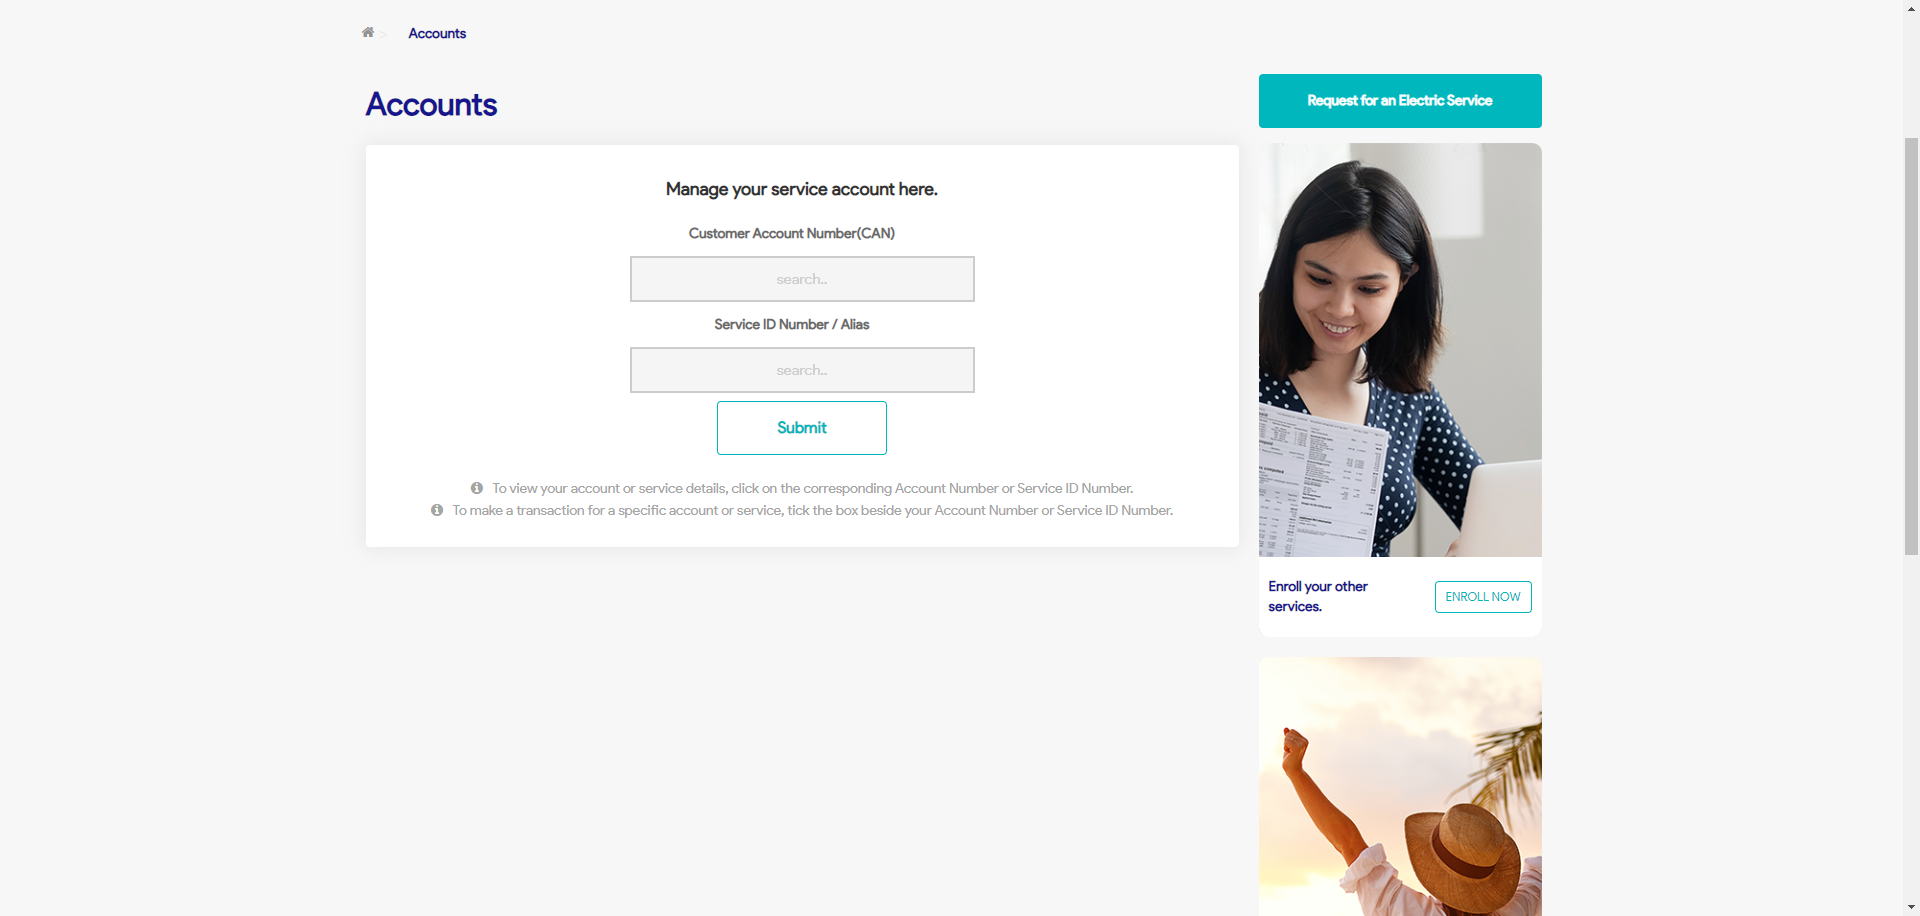 > Accounts
Accounts
Request for an Electric Service
Manage your service account here.
Customer Account Number(CAN)
search..
Service ID Number / Alias
search..
Submit
To view your account or service details, click on the corresponding Account Number or Service ID Number.
To make a transaction for a specific account or service, tick the box beside your Account Number or Service ID Number.
Enroll your other
services.
ENROLL NOW